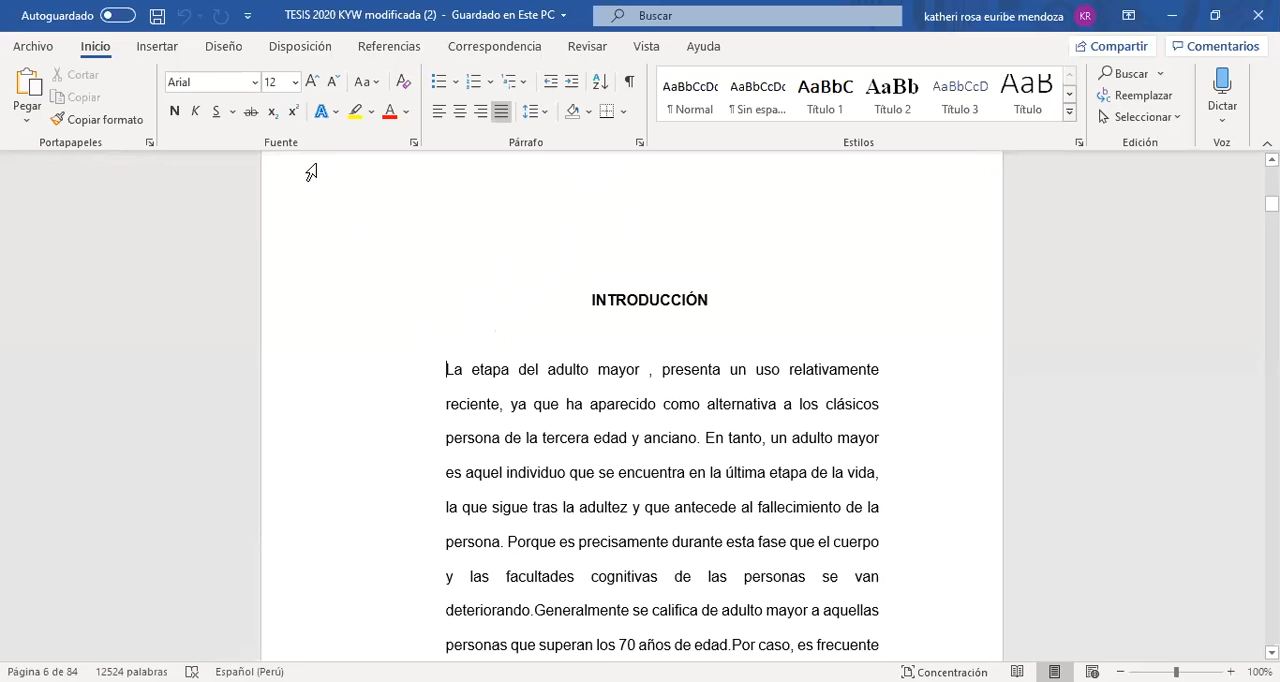 Autoguardado TESIS 2020 KYW modificada (2) - Guardado en Este PC Buscar katheri rosa euribe mendoza KR
Archivo Inicio Insertar Diseño Disposición Referencias Correspondencia Revisar Vista Ayuda Compartir Comentarios
Pegar
Cortar
Copiar
Copiar formato
Portapapeles
Arial 12 Aa
N K S ab x₂ x² A A
Fuente
Párrafo
AaBbCcDc AaBbCcDc AaBbC AaBb AaBbCcD AaB
¶ Normal ¶ Sin espa... Título 1 Título 2 Título 3 Título
Estilos
Buscar
Reemplazar
Seleccionar
Edición
Dictar
Voz
INTRODUCCIÓN
La etapa del adulto mayor , presenta un uso relativamente
reciente, ya que ha aparecido como alternativa a los clásicos
persona de la tercera edad y anciano. En tanto, un adulto mayor
es aquel individuo que se encuentra en la última etapa de la vida,
la que sigue tras la adultez y que antecede al fallecimiento de la
persona. Porque es precisamente durante esta fase que el cuerpo
y las facultades cognitivas de las personas se van
deteriorando.Generalmente se califica de adulto mayor a aquellas
personas que superan los 70 años de edad.Por caso, es frecuente
Página 6 de 84 12524 palabras Español (Perú) Concentración 100%